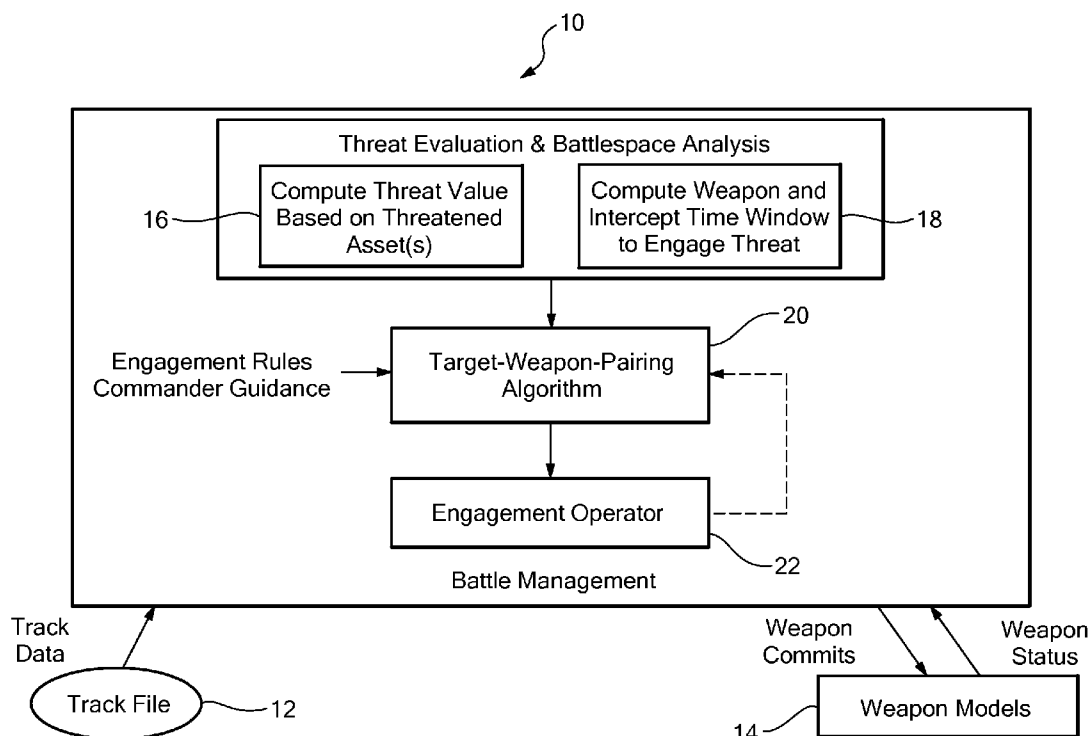 10
Threat Evaluation & Battlespace Analysis
16
Compute Threat Value
Based on Threatened
Asset(s)
Compute Weapon and
Intercept Time Window
to Engage Threat
18
20
Engagement Rules
Commander Guidance
Target-Weapon-Pairing
Algorithm
Engagement Operator
22
Battle Management
Track
Data
Weapon
Commits
Weapon
Status
Track File
12
14
Weapon Models